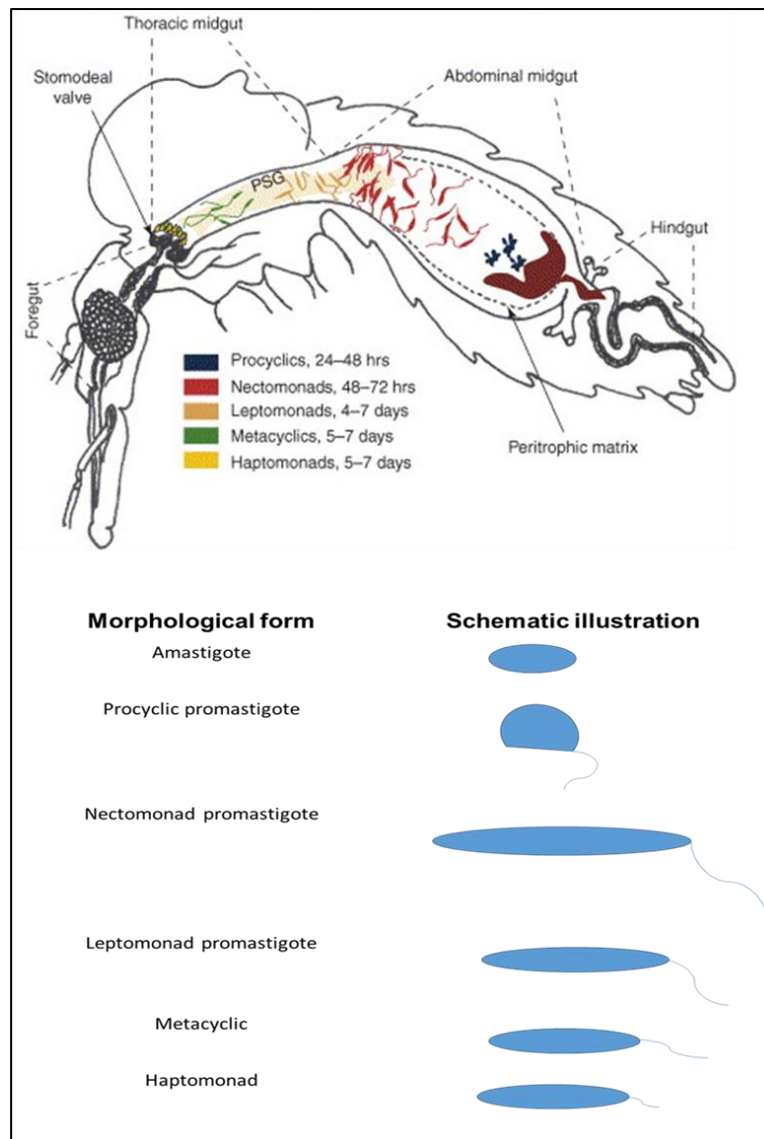 Thoracic midgut
Stomodeal
valve
Abdominal midgut
PSG
Hindgut
Foregut
Procyclics, 24–48 hrs
Nectomonads, 48–72 hrs
Leptomonads, 4–7 days
Metacyclics, 5–7 days
Haptomonads, 5–7 days
Peritrophic matrix
Morphological form Schematic illustration
Amastigote
Procyclic promastigote
Nectomonad promastigote
Leptomonad promastigote
Metacyclic
Haptomonad